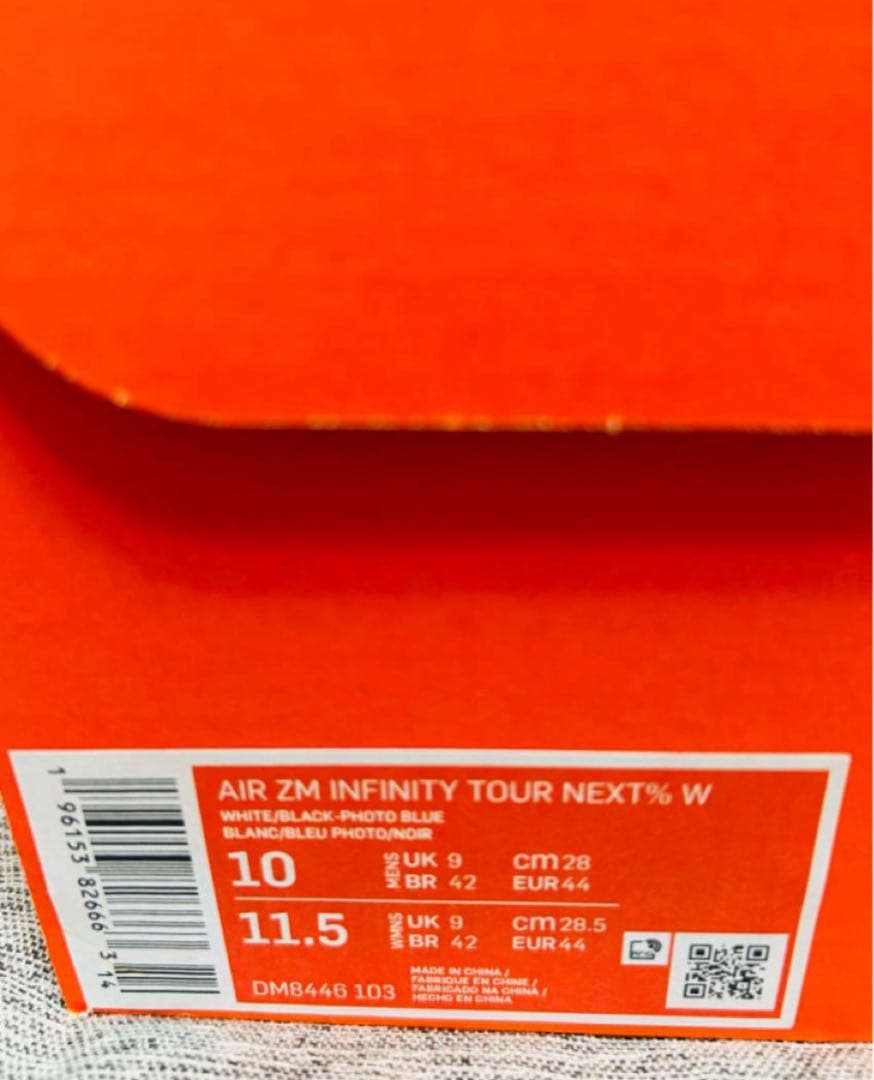 AIR ZM INFINITY TOUR NEXT% W
WHITE/BLACK-PHOTO BLUE
BLANC/BLEU PHOTO/NOIR
10 MENS UK 9 cm 28
BR 42 EUR 44
11.5 WMNS UK 9 cm 28.5
BR 42 EUR 44
DM8446 103
MADE IN CHINA /
FABRIQUE EN CHINE /
FABRICADO NA CHINA /
HECHO EN CHINA
1 96153 82666 3 14